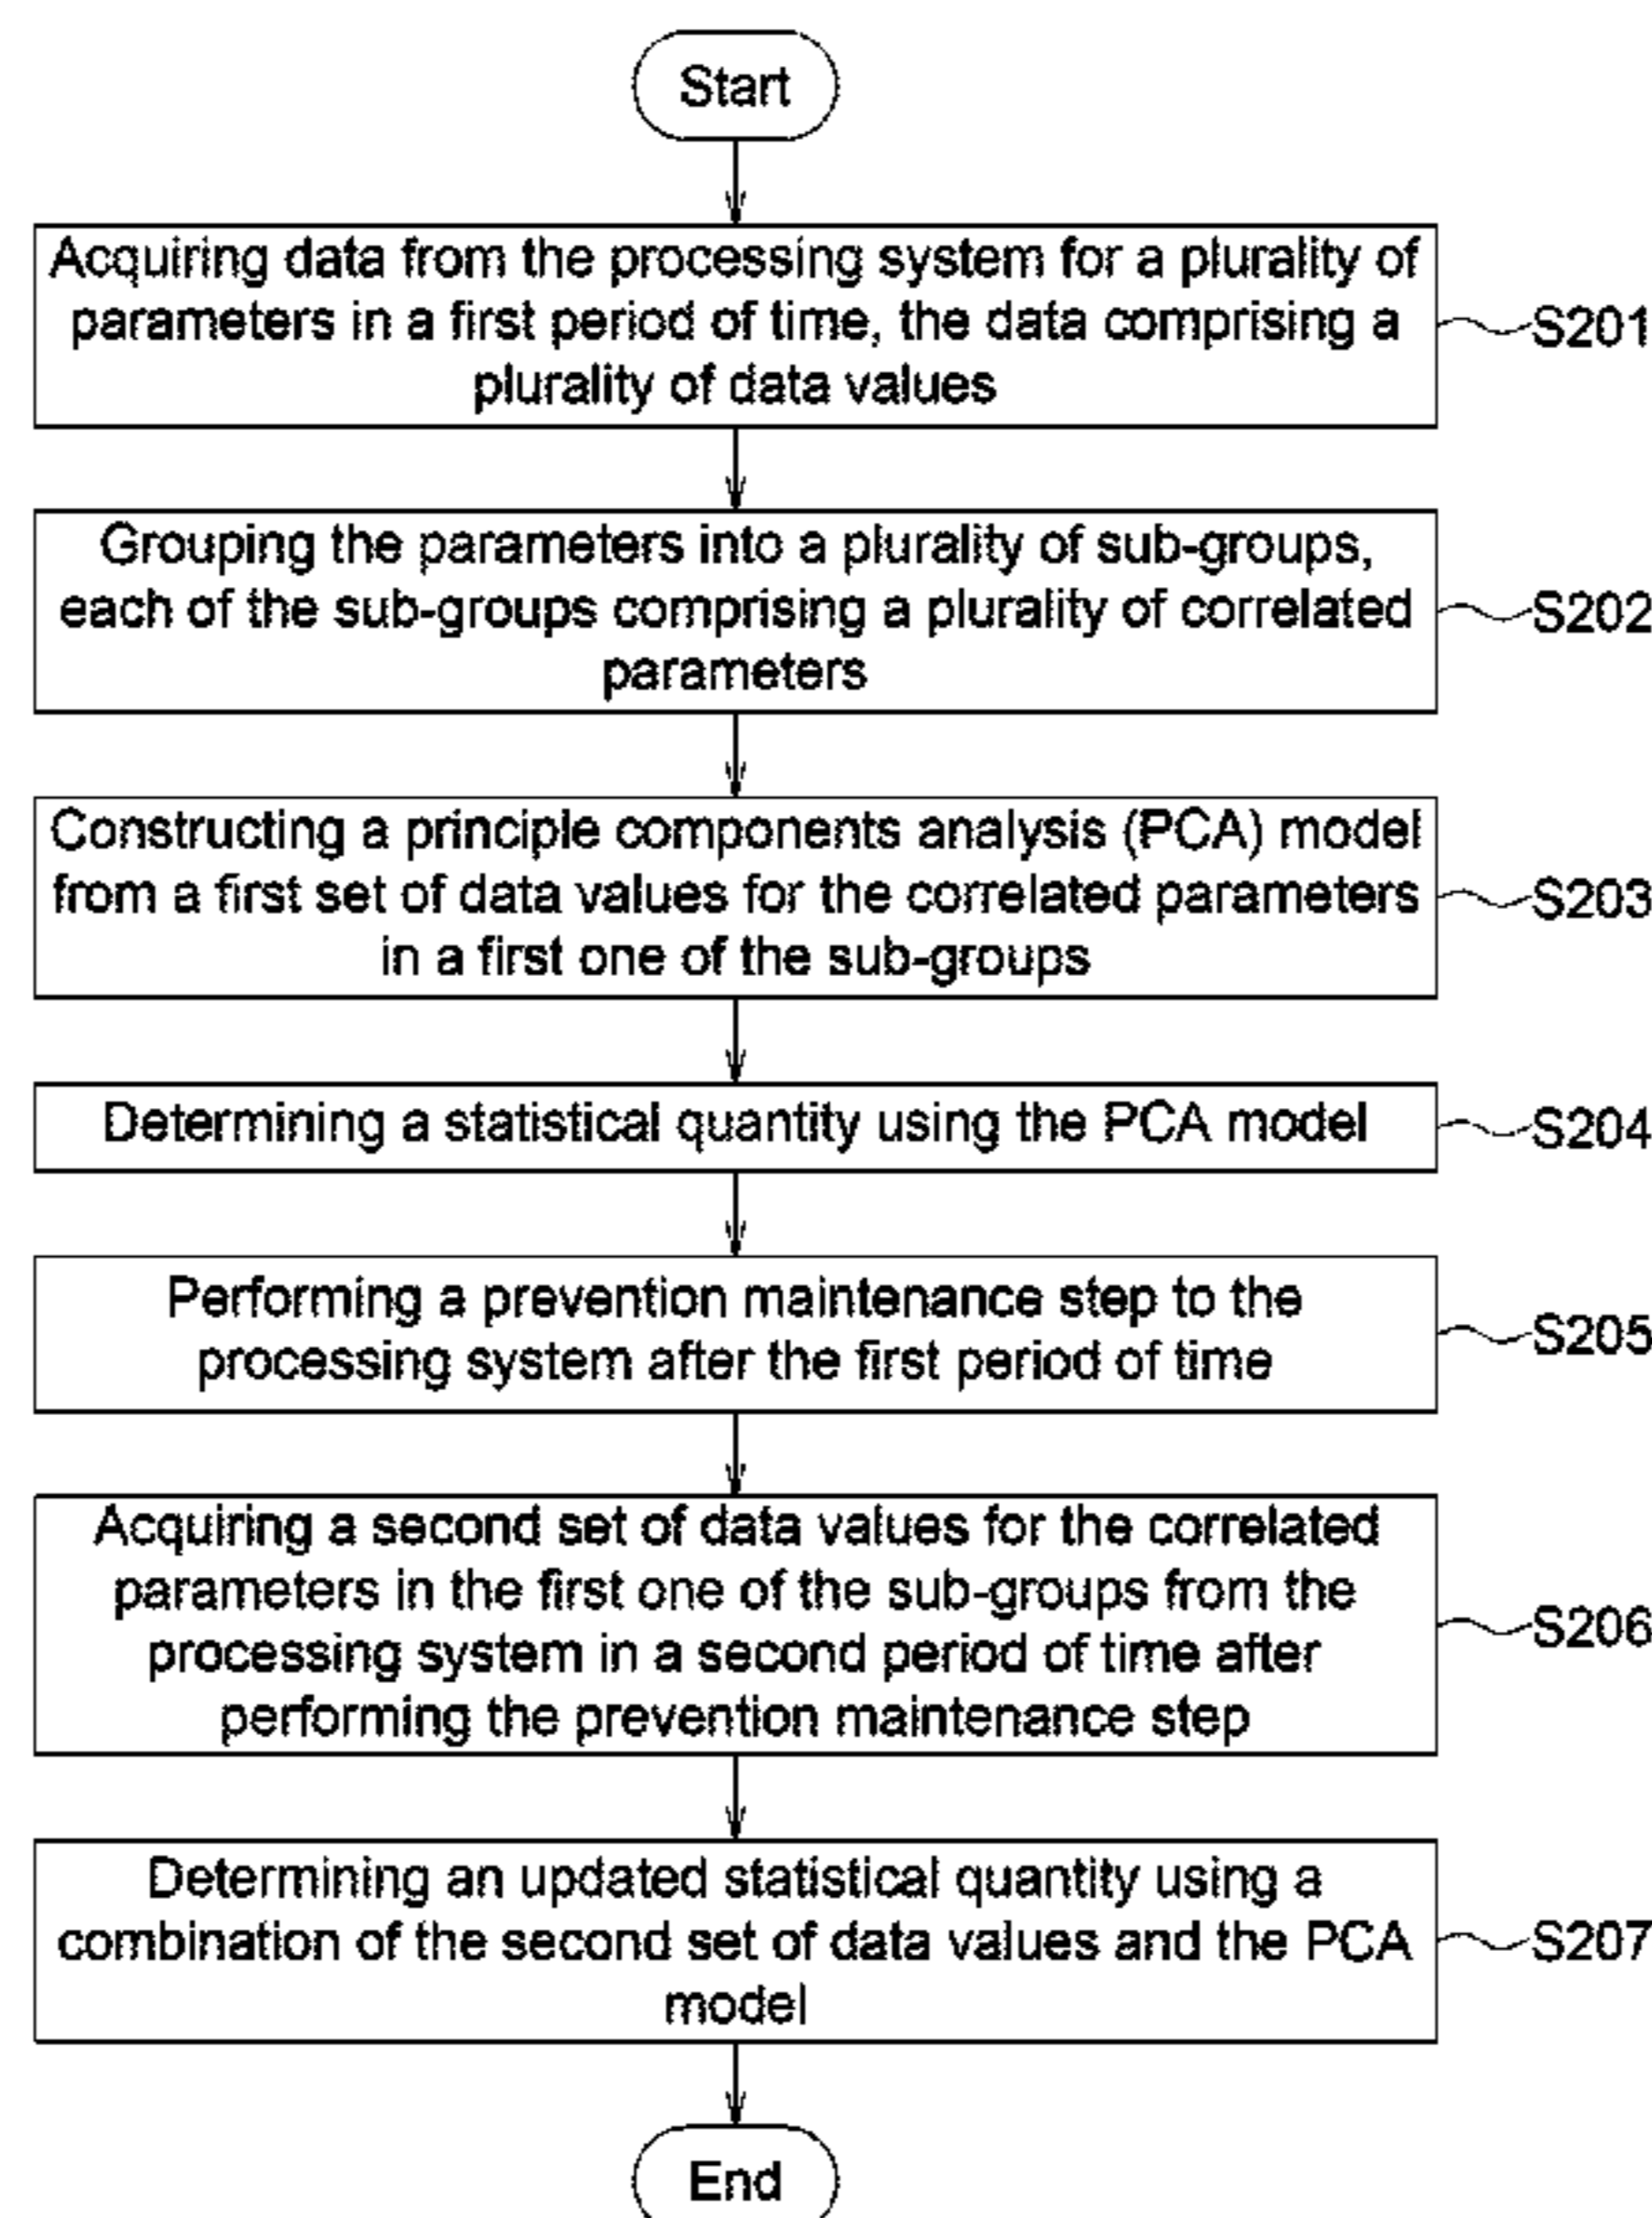 Start
Acquiring data from the processing system for a plurality of
parameters in a first period of time, the data comprising a
plurality of data values
S201
Grouping the parameters into a plurality of sub-groups,
each of the sub-groups comprising a plurality of correlated
parameters
S202
Constructing a principle components analysis (PCA) model
from a first set of data values for the correlated parameters
in a first one of the sub-groups
S203
Determining a statistical quantity using the PCA model
S204
Performing a prevention maintenance step to the
processing system after the first period of time
S205
Acquiring a second set of data values for the correlated
parameters in the first one of the sub-groups from the
processing system in a second period of time after
performing the prevention maintenance step
S206
Determining an updated statistical quantity using a
combination of the second set of data values and the PCA
model
S207
End